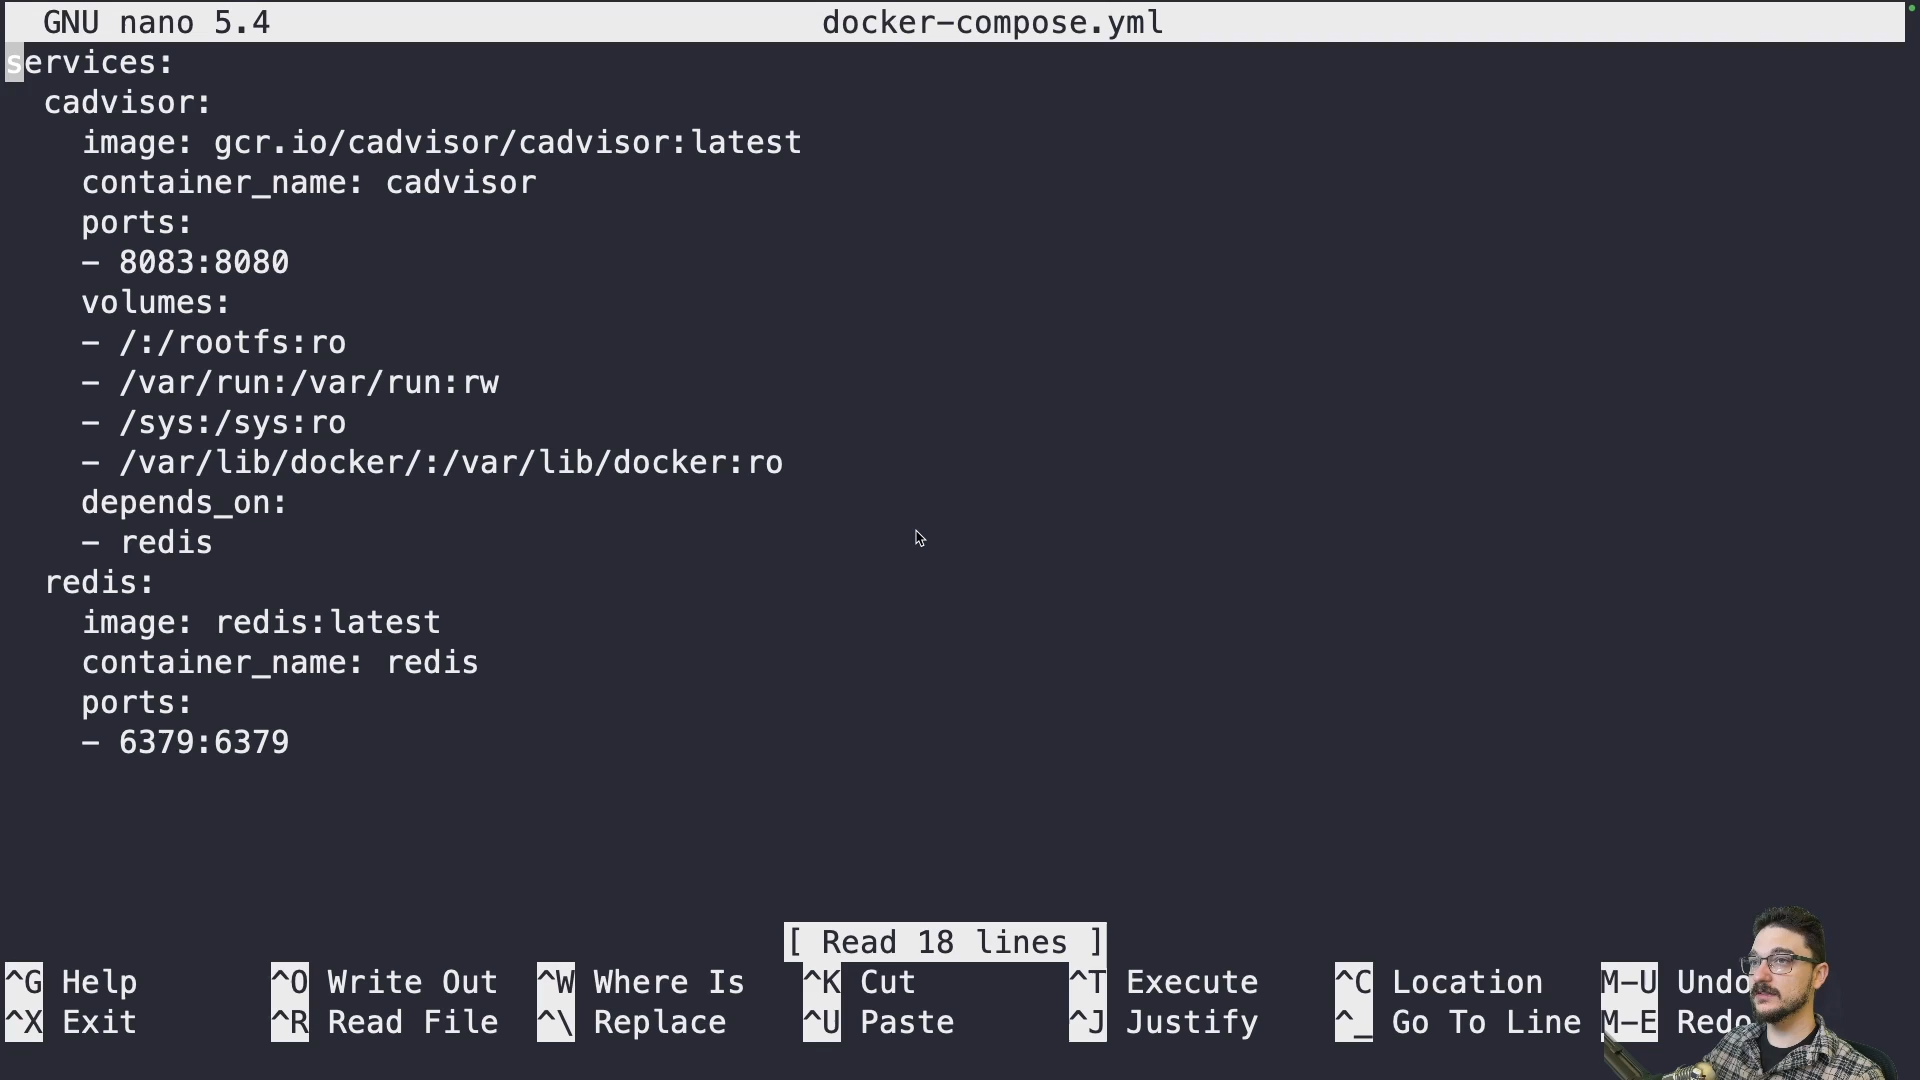 GNU nano 5.4 docker-compose.yml
services:
  cadvisor:
    image: gcr.io/cadvisor/cadvisor:latest
    container_name: cadvisor
    ports:
    - 8083:8080
    volumes:
    - /:/rootfs:ro
    - /var/run:/var/run:rw
    - /sys:/sys:ro
    - /var/lib/docker/:/var/lib/docker:ro
    depends_on:
    - redis
  redis:
    image: redis:latest
    container_name: redis
    ports:
    - 6379:6379
[ Read 18 lines ]
^G Help ^O Write Out ^W Where Is ^K Cut ^T Execute ^C Location M-U Undo
^X Exit ^R Read File ^\ Replace ^U Paste ^J Justify ^_ Go To Line M-E Redo